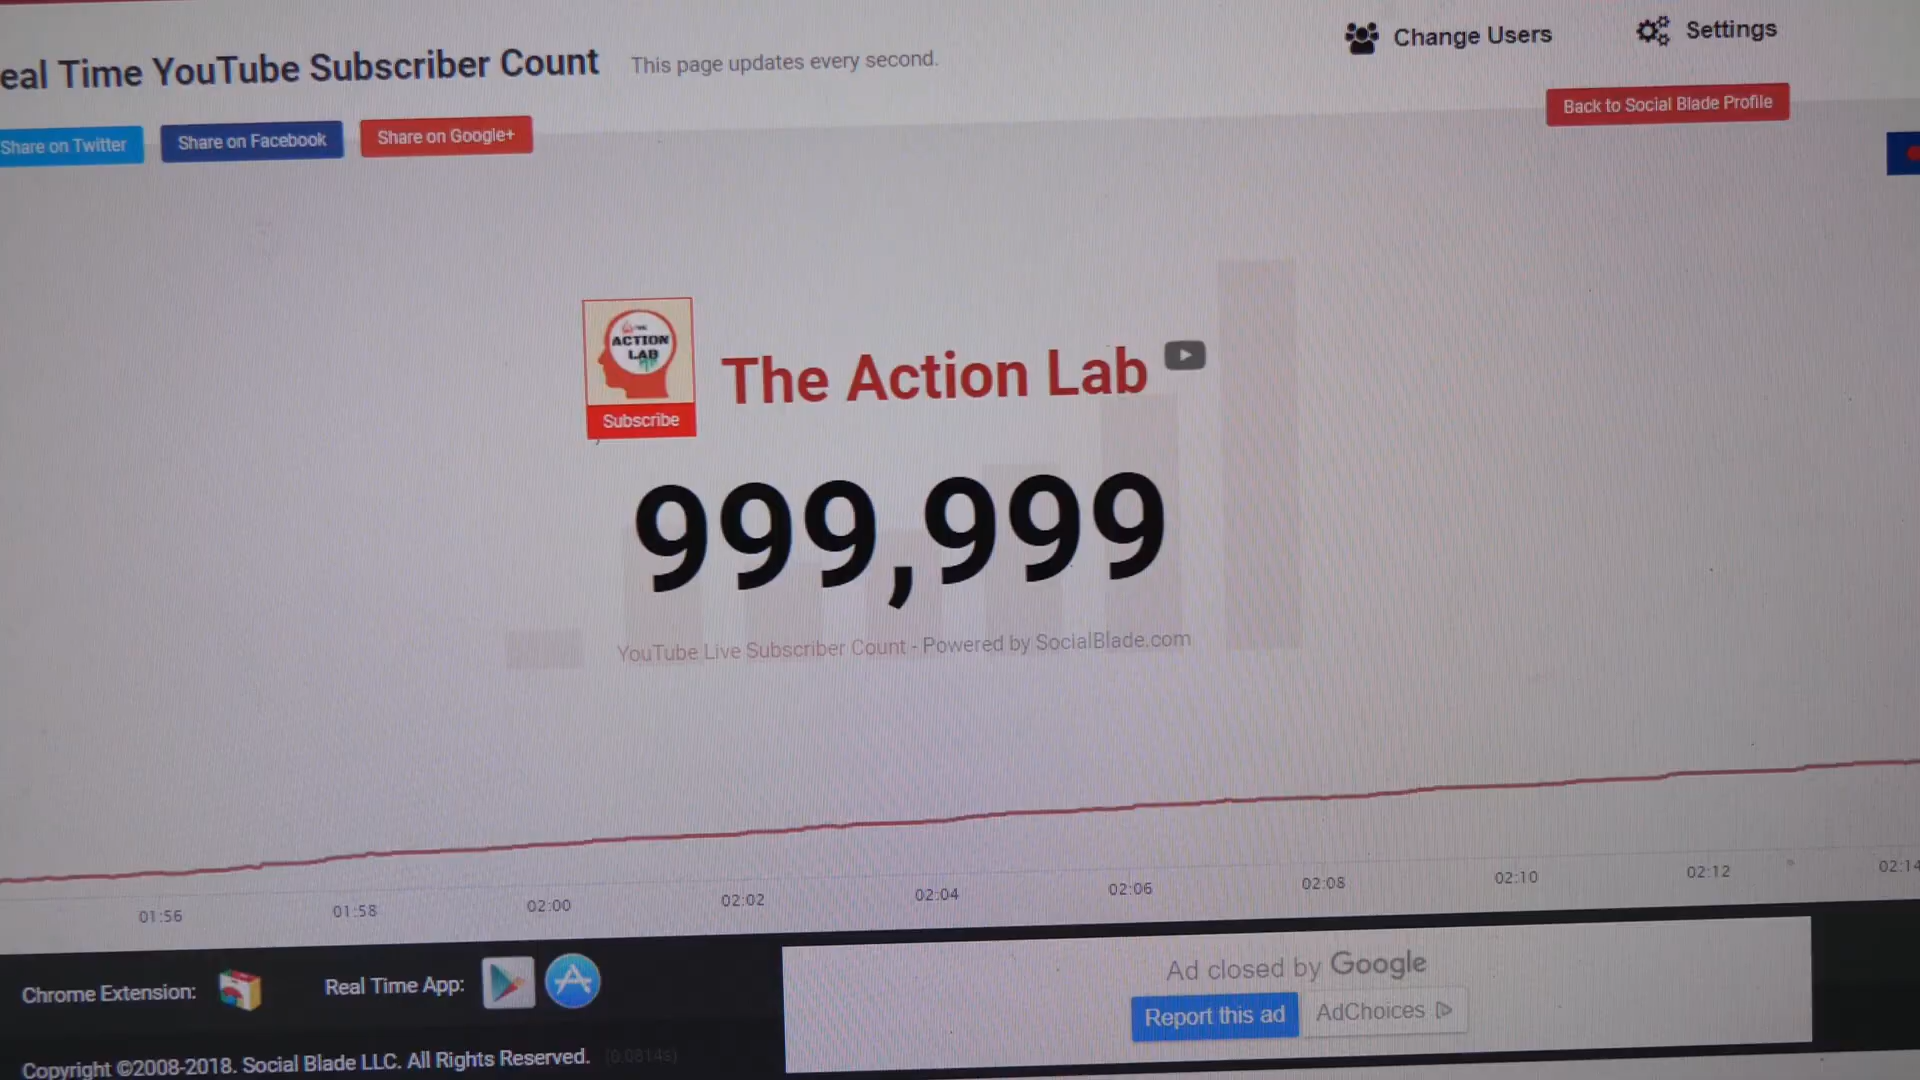 eal Time YouTube Subscriber Count
This page updates every second.
Change Users
Settings
Back to Social Blade Profile
Share on Twitter
Share on Facebook
Share on Google+
ACTION
LAB
Subscribe
The Action Lab
999,999
YouTube Live Subscriber Count - Powered by SocialBlade.com
01:56
01:58
02:00
02:02
02:04
02:06
02:08
02:10
02:12
02:14
Chrome Extension:
Real Time App:
Ad closed by Google
Report this ad
AdChoices
Copyright ©2008-2018. Social Blade LLC. All Rights Reserved.
(0.0814s)